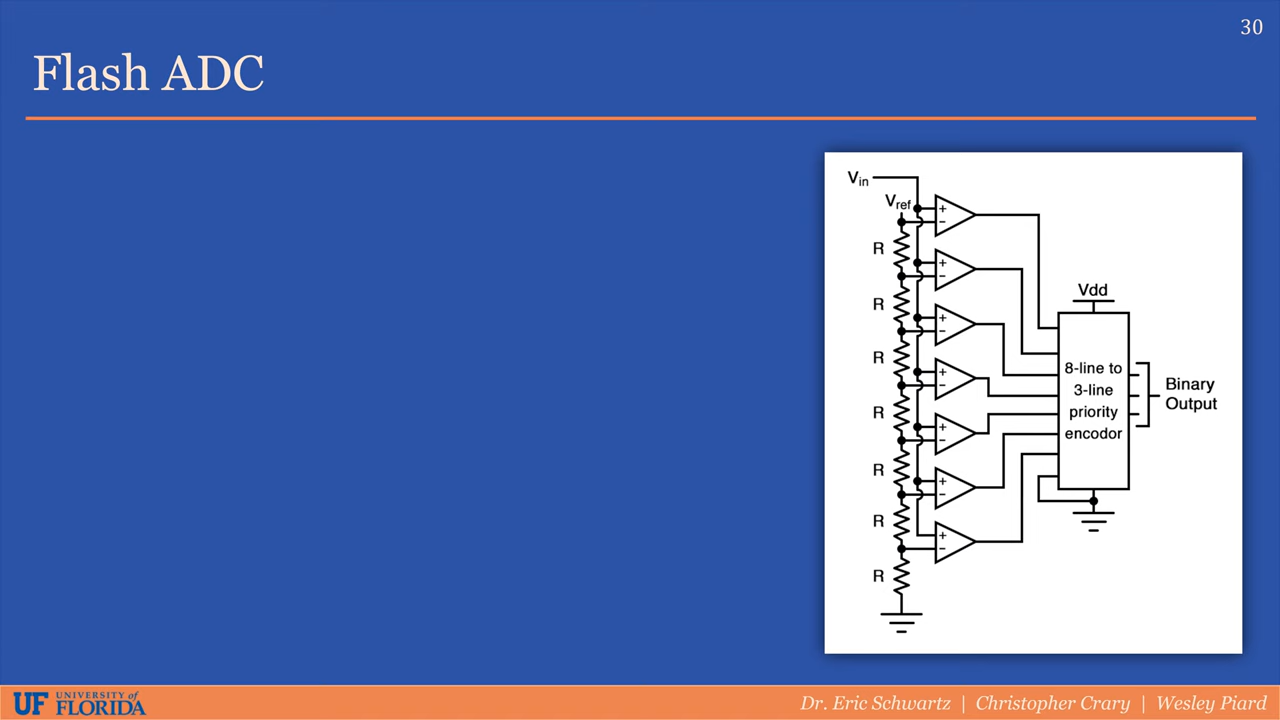 30
Flash ADC
Vin
Vref
+
−
R
+
−
R
+
−
R
+
−
R
+
−
R
+
−
R
+
−
R
Vdd
8-line to
3-line
priority
encodor
Binary
Output
UF UNIVERSITY of
FLORIDA
Dr. Eric Schwartz | Christopher Crary | Wesley Piard